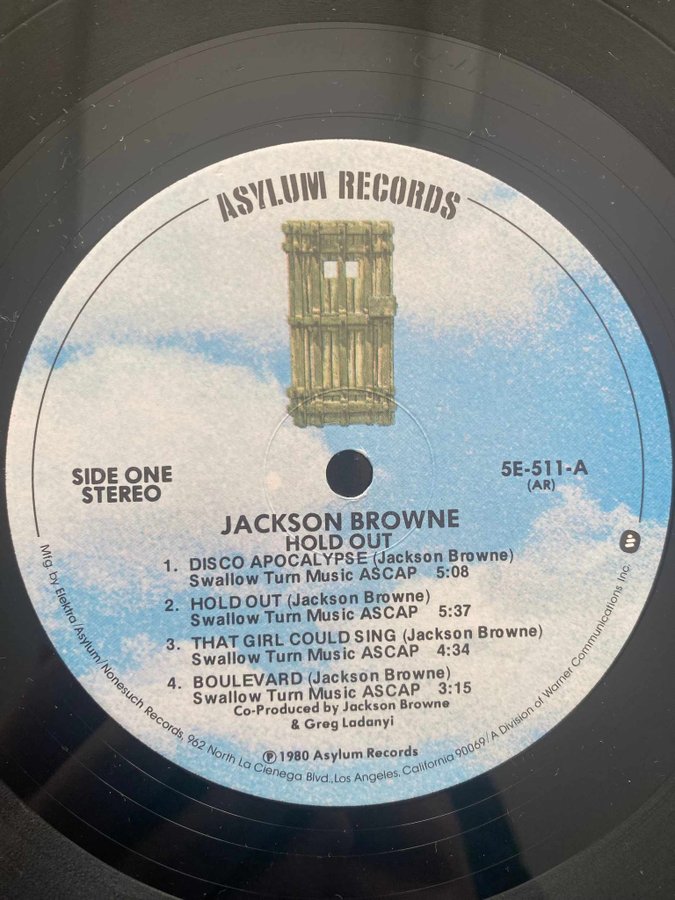 ASYLUM RECORDS
SIDE ONE
STEREO
5E-511-A
(AR)
JACKSON BROWNE
HOLD OUT
1. DISCO APOCALYPSE (Jackson Browne)
Swallow Turn Music ASCAP 5:08
2. HOLD OUT (Jackson Browne)
Swallow Turn Music ASCAP 5:37
3. THAT GIRL COULD SING (Jackson Browne)
Swallow Turn Music ASCAP 4:34
4. BOULEVARD (Jackson Browne)
Swallow Turn Music ASCAP 3:15
Co-Produced by Jackson Browne
& Greg Ladanyi
Ⓟ 1980 Asylum Records
Mfg. by Elektra/Asylum/Nonesuch Records, 962 North La Cienega Blvd., Los Angeles, California 90069/A Division of Warner Communications Inc.